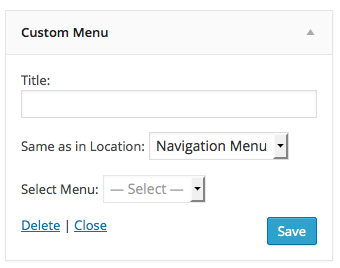 Custom Menu
Title:
Same as in Location: Navigation Menu
Select Menu: — Select —
Delete | Close Save